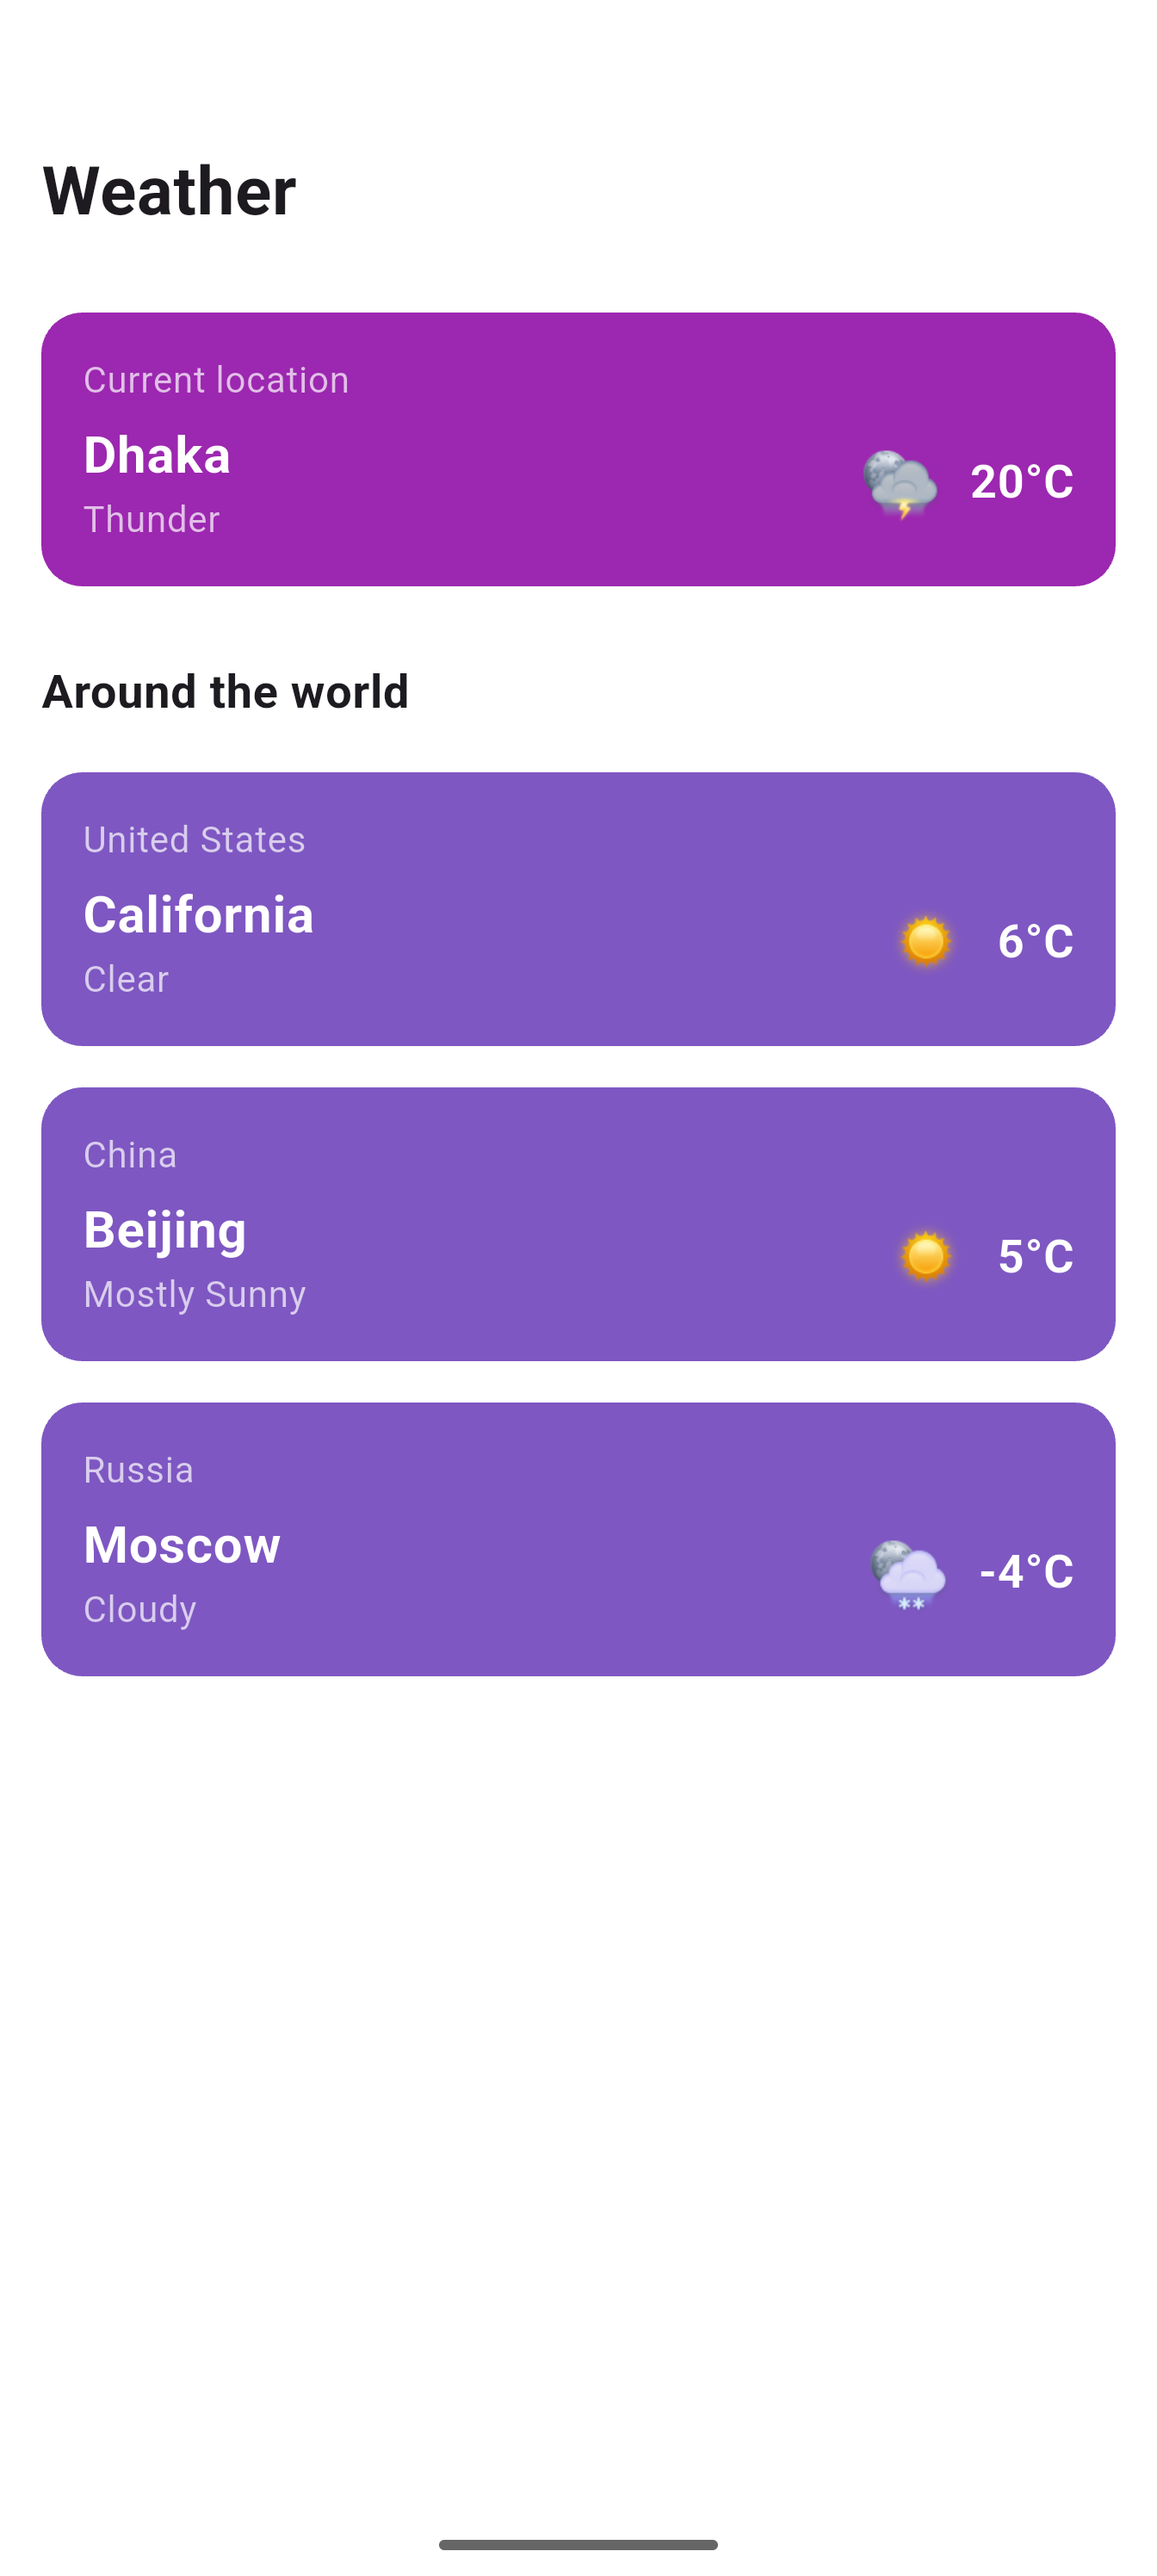 Weather
Current location
Dhaka
Thunder
20°C
Around the world
United States
California
Clear
6°C
China
Beijing
Mostly Sunny
5°C
Russia
Moscow
Cloudy
-4°C